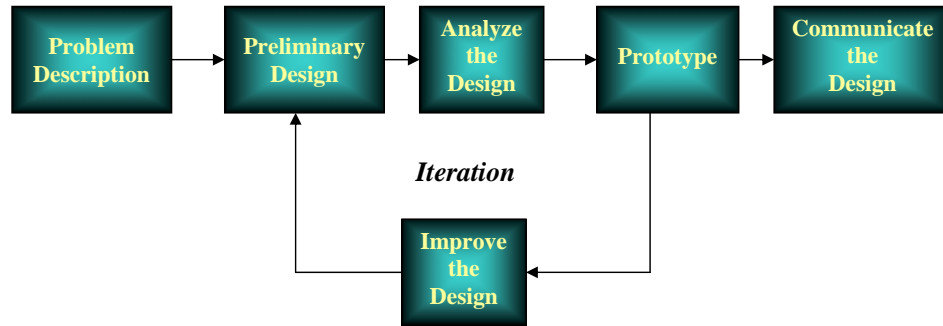 Problem
Description
Preliminary
Design
Analyze
the
Design
Prototype
Communicate
the
Design
Iteration
Improve
the
Design